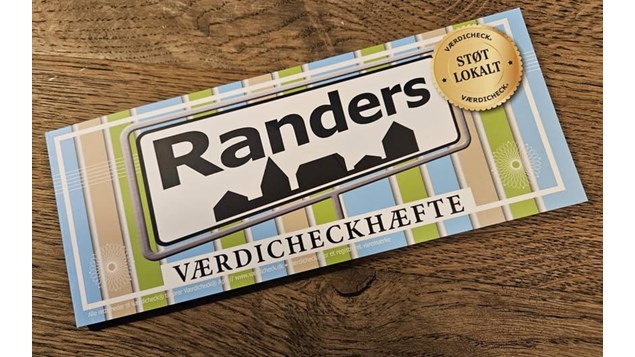 VÆRDICHECK.
STØT
LOKALT
VÆRDICHECK.
Randers
VÆRDICHECKHÆFTE